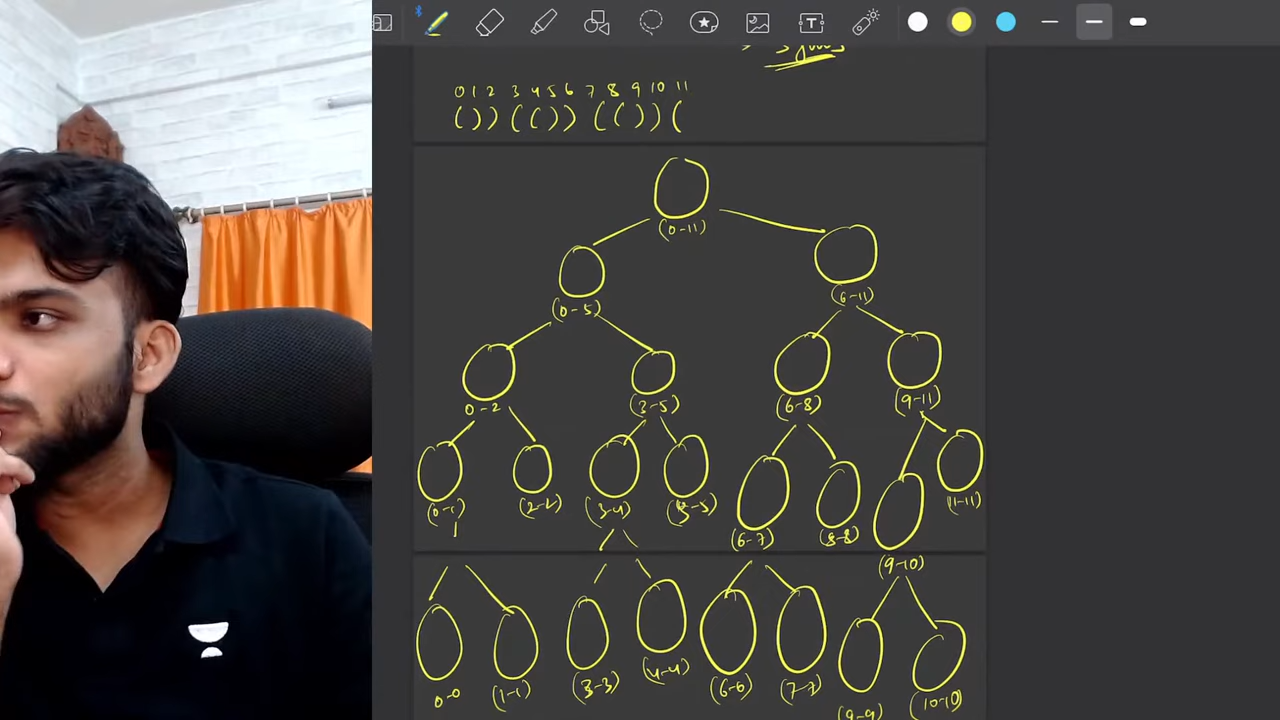 0 1 2 3 4 5 6 7 8 9 10 11
( ) ) ( ( ) ) ( ( ) ) (
(0-11)
(0-5) (6-11)
0-2 (3-5) (6-8) (9-11)
(0-1) (2-2) (3-4) (5-5) (6-7) (8-8) (9-10) (11-11)
0-0 (1-1) (3-3) (4-4) (6-6) (7-7) (9-9) (10-10)